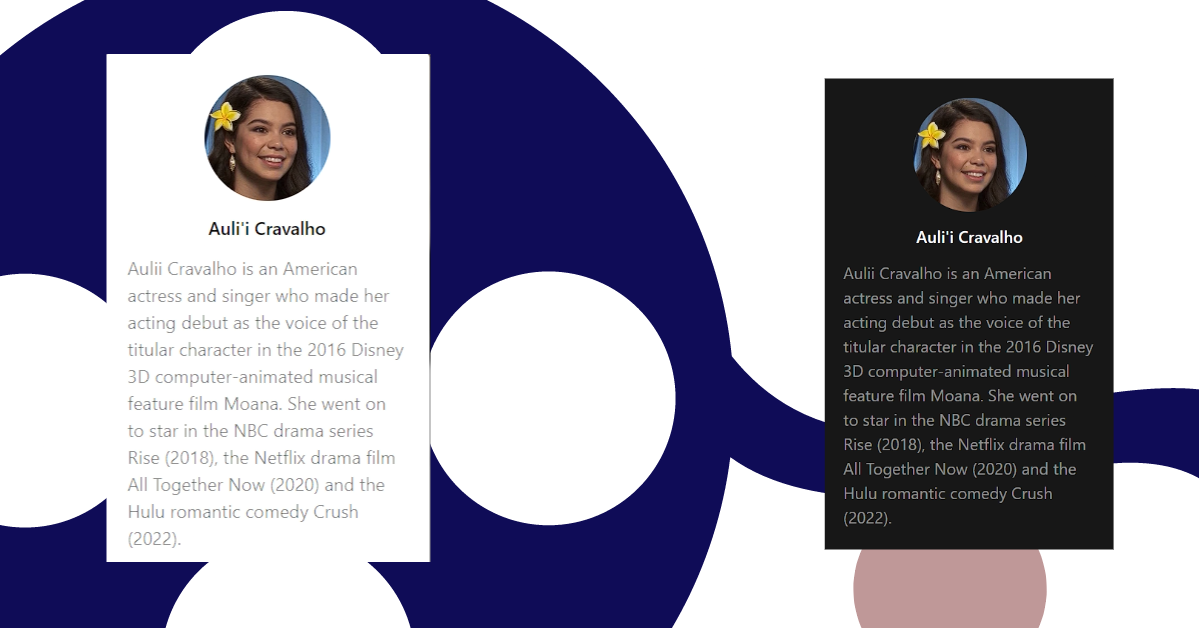 Auli'i Cravalho
Aulii Cravalho is an American
actress and singer who made her
acting debut as the voice of the
titular character in the 2016 Disney
3D computer-animated musical
feature film Moana. She went on
to star in the NBC drama series
Rise (2018), the Netflix drama film
All Together Now (2020) and the
Hulu romantic comedy Crush
(2022).
Auli'i Cravalho
Aulii Cravalho is an American
actress and singer who made her
acting debut as the voice of the
titular character in the 2016 Disney
3D computer-animated musical
feature film Moana. She went on
to star in the NBC drama series
Rise (2018), the Netflix drama film
All Together Now (2020) and the
Hulu romantic comedy Crush
(2022).